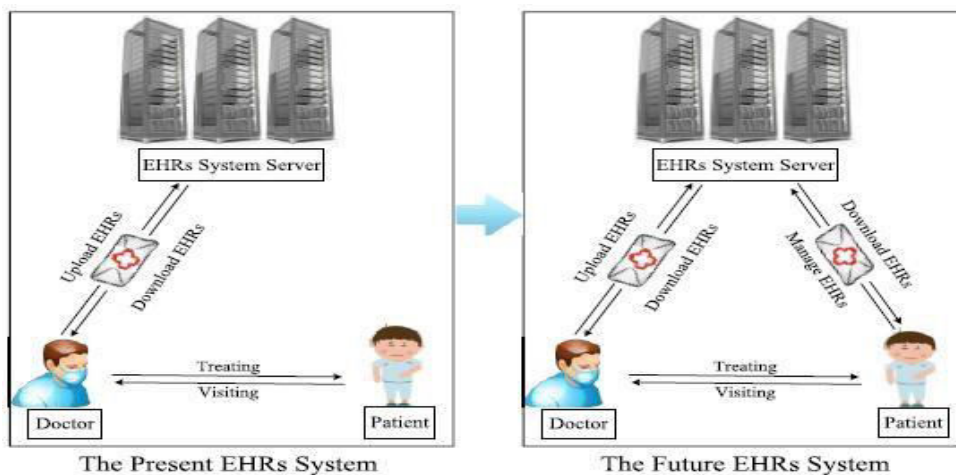 EHRs System Server
Upload EHRs
Download EHRs
Treating
Visiting
Doctor
Patient
The Present EHRs System
EHRs System Server
Upload EHRs
Download EHRs
Download EHRs
Manage EHRs
Treating
Visiting
Doctor
Patient
The Future EHRs System